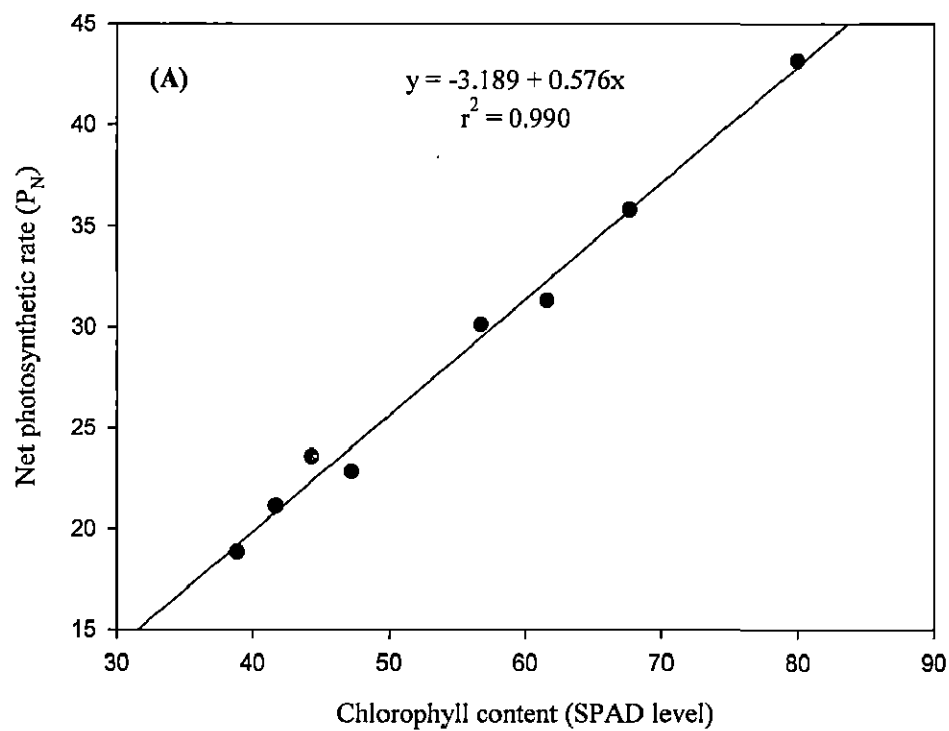 (A)
y = -3.189 + 0.576x
r² = 0.990
Net photosynthetic rate (P_N)
45
40
35
30
25
20
15
30 40 50 60 70 80 90
Chlorophyll content (SPAD level)